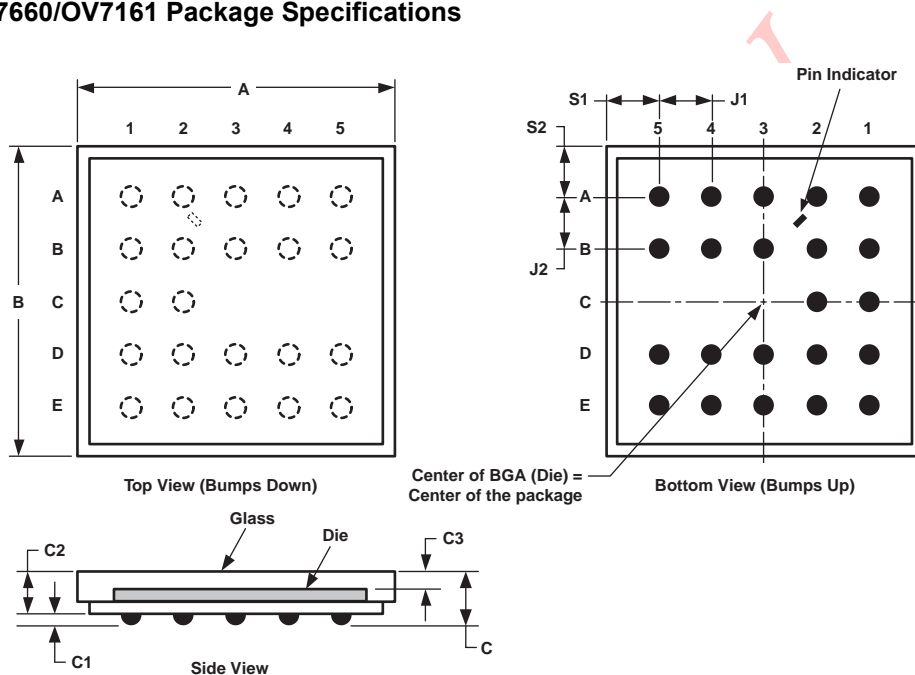 7660/OV7161 Package Specifications
A
1 2 3 4 5
B
A
B
C
D
E
Top View (Bumps Down)
Pin Indicator
S1
J1
S2
5 4 3 2 1
A
B
J2
C
D
E
Center of BGA (Die) =
Center of the package
Bottom View (Bumps Up)
Glass
Die
C2
C3
C1
C
Side View